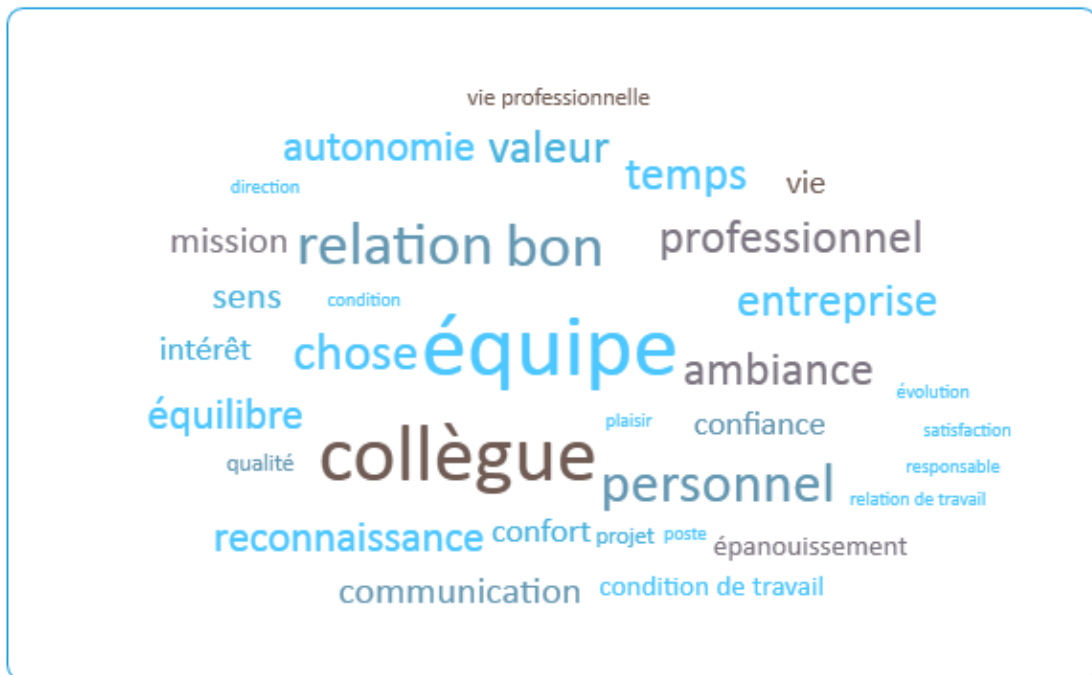 vie professionnelle
autonomie valeur
temps vie
direction
mission relation bon professionnel
sens condition entreprise
intérêt chose équipe ambiance
évolution
équilibre plaisir confiance satisfaction
qualité collègue personnel responsable
relation de travail
reconnaissance confort projet poste épanouissement
communication condition de travail